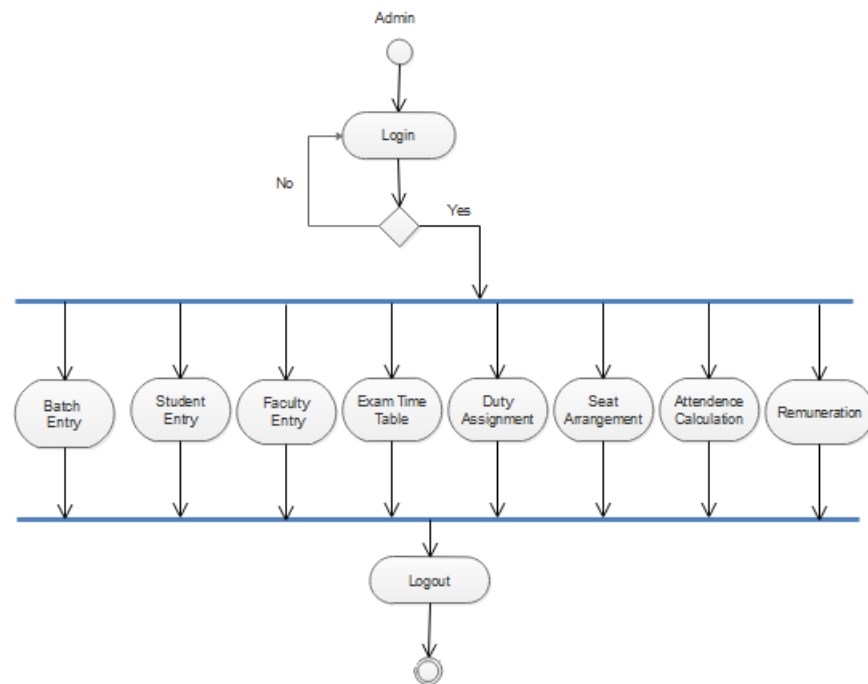 Admin
Login
No
Yes
Batch
Entry
Student
Entry
Faculty
Entry
Exam Time
Table
Duty
Assignment
Seat
Arrangement
Attendence
Calculation
Remuneration
Logout